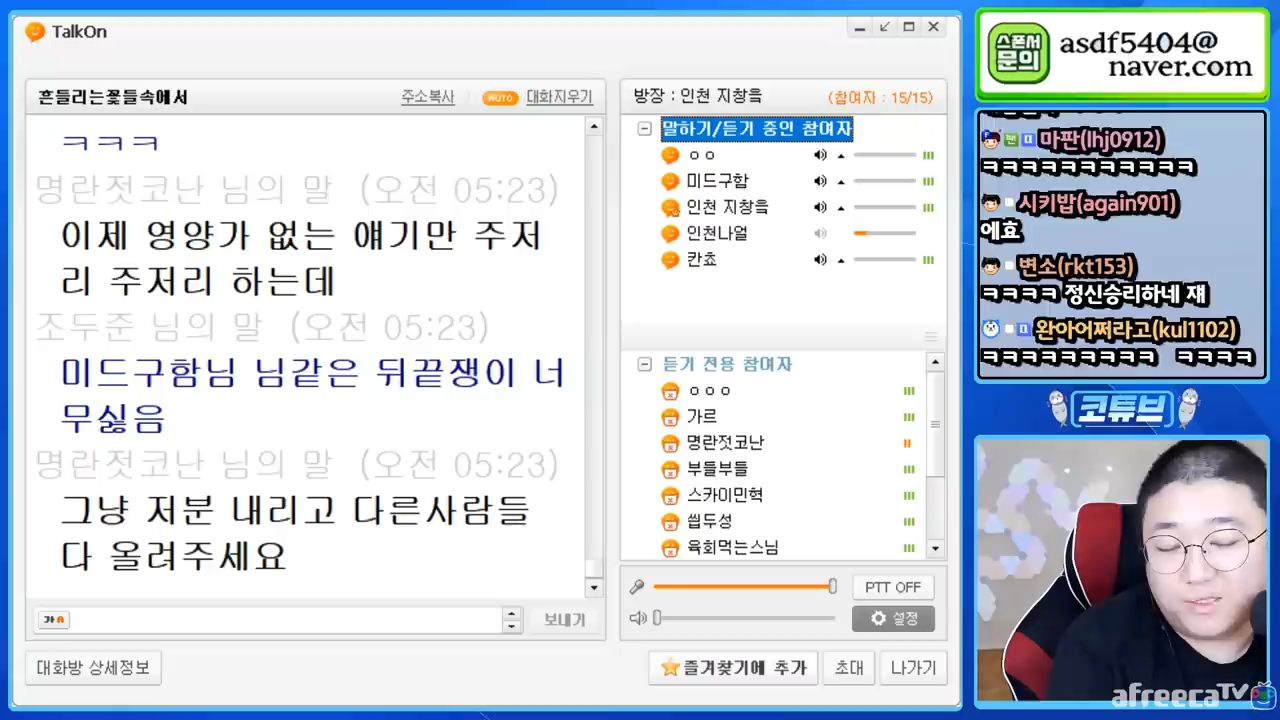 TalkOn
흔들리는꽃들속에서
주소복사
AUTO
대화지우기
ㅋㅋㅋ
명란젓코난 님의 말 (오전 05:23)
이제 영양가 없는 얘기만 주저
리 주저리 하는데
조두준 님의 말 (오전 05:23)
미드구함님 님같은 뒤끝쟁이 너
무싫음
명란젓코난 님의 말 (오전 05:23)
그냥 저분 내리고 다른사람들
다 올려주세요
가
보내기
대화방 상세정보
방장 : 인천 지창욱
(참여자 : 15/15)
말하기/듣기 중인 참여자
ㅇㅇ
미드구함
인천 지창욱
인천나얼
칸쵸
듣기 전용 참여자
ㅇㅇㅇ
가르
명란젓코난
부들부들
스카이민혁
씹두성
육회먹는스님
PTT OFF
설정
즐겨찾기에 추가
초대
나가기
스폰서
문의
asdf5404@
naver.com
팬
마판(lhj0912)
ㅋㅋㅋㅋㅋㅋㅋㅋㅋㅋㅋ
시키밥(again901)
에효
변소(rkt153)
ㅋㅋㅋㅋ 정신승리하네 쟤
완아어쩌라고(kul1102)
ㅋㅋㅋㅋㅋㅋㅋㅋㅋ ㅋㅋㅋㅋ
코튜브
afreecaTV